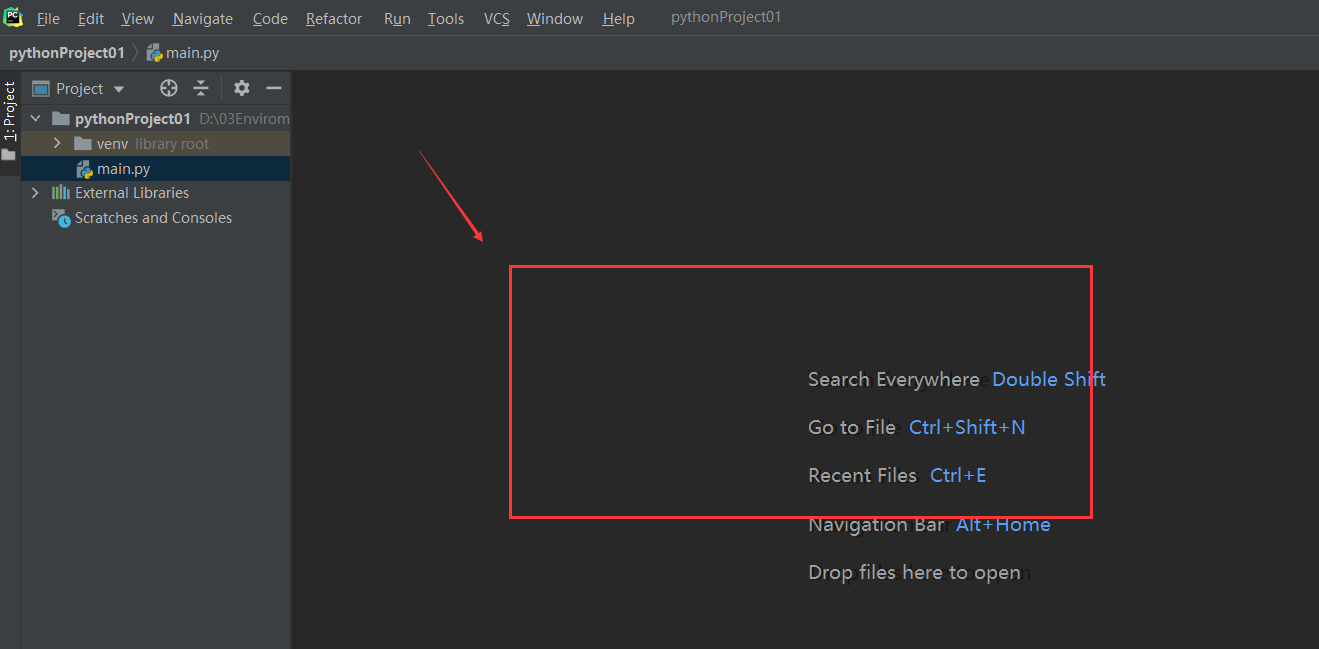 PC File Edit View Navigate Code Refactor Run Tools VCS Window Help pythonProject01
pythonProject01 main.py
1: Project
Project
pythonProject01 D:\03Envirom
venv library root
main.py
External Libraries
Scratches and Consoles
Search Everywhere Double Shift
Go to File Ctrl+Shift+N
Recent Files Ctrl+E
Navigation Bar Alt+Home
Drop files here to open